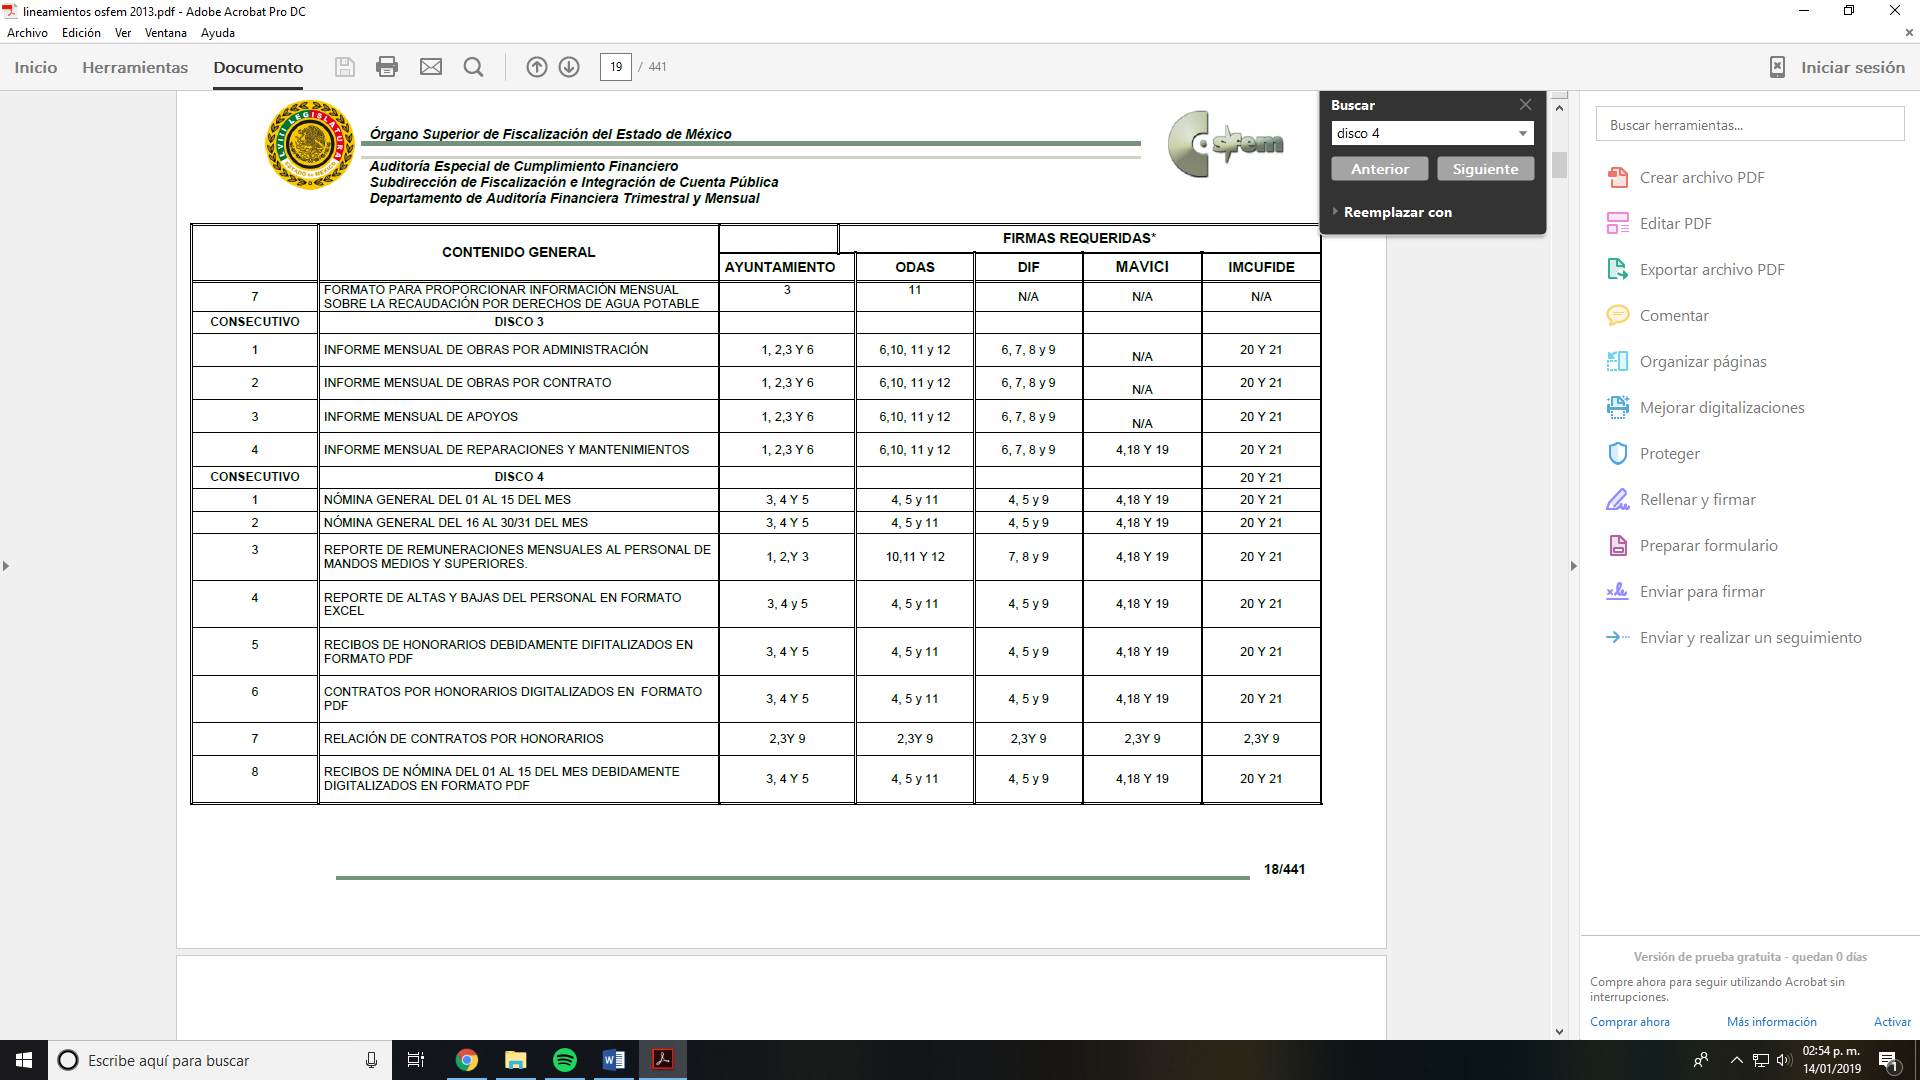 lineamientos osfem 2013.pdf - Adobe Acrobat Pro DC
Archivo Edición Ver Ventana Ayuda
Inicio Herramientas Documento 19 / 441 Iniciar sesión
Órgano Superior de Fiscalización del Estado de México
Auditoría Especial de Cumplimiento Financiero
Subdirección de Fiscalización e Integración de Cuenta Pública
Departamento de Auditoría Financiera Trimestral y Mensual
osfem
CONTENIDO GENERAL FIRMAS REQUERIDAS*
AYUNTAMIENTO ODAS DIF MAVICI IMCUFIDE
7 FORMATO PARA PROPORCIONAR INFORMACIÓN MENSUAL SOBRE LA RECAUDACIÓN POR DERECHOS DE AGUA POTABLE 3 11 N/A N/A N/A
CONSECUTIVO DISCO 3
1 INFORME MENSUAL DE OBRAS POR ADMINISTRACIÓN 1, 2,3 Y 6 6,10, 11 y 12 6, 7, 8 y 9 N/A 20 Y 21
2 INFORME MENSUAL DE OBRAS POR CONTRATO 1, 2,3 Y 6 6,10, 11 y 12 6, 7, 8 y 9 N/A 20 Y 21
3 INFORME MENSUAL DE APOYOS 1, 2,3 Y 6 6,10, 11 y 12 6, 7, 8 y 9 N/A 20 Y 21
4 INFORME MENSUAL DE REPARACIONES Y MANTENIMIENTOS 1, 2,3 Y 6 6,10, 11 y 12 6, 7, 8 y 9 4,18 Y 19 20 Y 21
CONSECUTIVO DISCO 4 20 Y 21
1 NÓMINA GENERAL DEL 01 AL 15 DEL MES 3, 4 Y 5 4, 5 y 11 4, 5 y 9 4,18 Y 19 20 Y 21
2 NÓMINA GENERAL DEL 16 AL 30/31 DEL MES 3, 4 Y 5 4, 5 y 11 4, 5 y 9 4,18 Y 19 20 Y 21
3 REPORTE DE REMUNERACIONES MENSUALES AL PERSONAL DE MANDOS MEDIOS Y SUPERIORES. 1, 2,Y 3 10,11 Y 12 7, 8 y 9 4,18 Y 19 20 Y 21
4 REPORTE DE ALTAS Y BAJAS DEL PERSONAL EN FORMATO EXCEL 3, 4 y 5 4, 5 y 11 4, 5 y 9 4,18 Y 19 20 Y 21
5 RECIBOS DE HONORARIOS DEBIDAMENTE DIFITALIZADOS EN FORMATO PDF 3, 4 Y 5 4, 5 y 11 4, 5 y 9 4,18 Y 19 20 Y 21
6 CONTRATOS POR HONORARIOS DIGITALIZADOS EN FORMATO PDF 3, 4 Y 5 4, 5 y 11 4, 5 y 9 4,18 Y 19 20 Y 21
7 RELACIÓN DE CONTRATOS POR HONORARIOS 2,3Y 9 2,3Y 9 2,3Y 9 2,3Y 9 2,3Y 9
8 RECIBOS DE NÓMINA DEL 01 AL 15 DEL MES DEBIDAMENTE DIGITALIZADOS EN FORMATO PDF 3, 4 Y 5 4, 5 y 11 4, 5 y 9 4,18 Y 19 20 Y 21
18/441
Buscar
disco 4
Anterior Siguiente
Reemplazar con
Buscar herramientas...
Crear archivo PDF
Editar PDF
Exportar archivo PDF
Comentar
Organizar páginas
Mejorar digitalizaciones
Proteger
Rellenar y firmar
Preparar formulario
Enviar para firmar
Enviar y realizar un seguimiento
Versión de prueba gratuita - quedan 0 días
Compre ahora para seguir utilizando Acrobat sin
interrupciones.
Comprar ahora Más información Activar
Escribe aquí para buscar
02:54 p. m.
14/01/2019
1